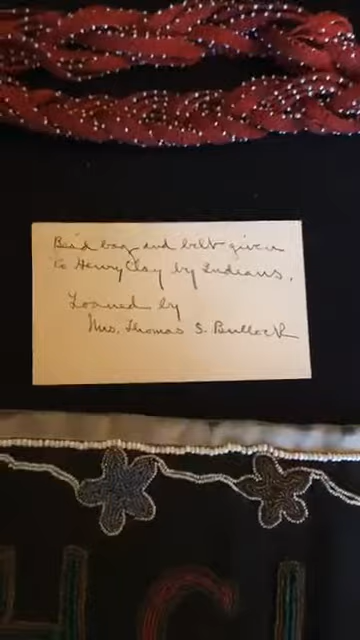 Bead bag and belt given
to Henry Clay by Indians.
Loaned by
Mrs. Thomas S. Bullock
H C l